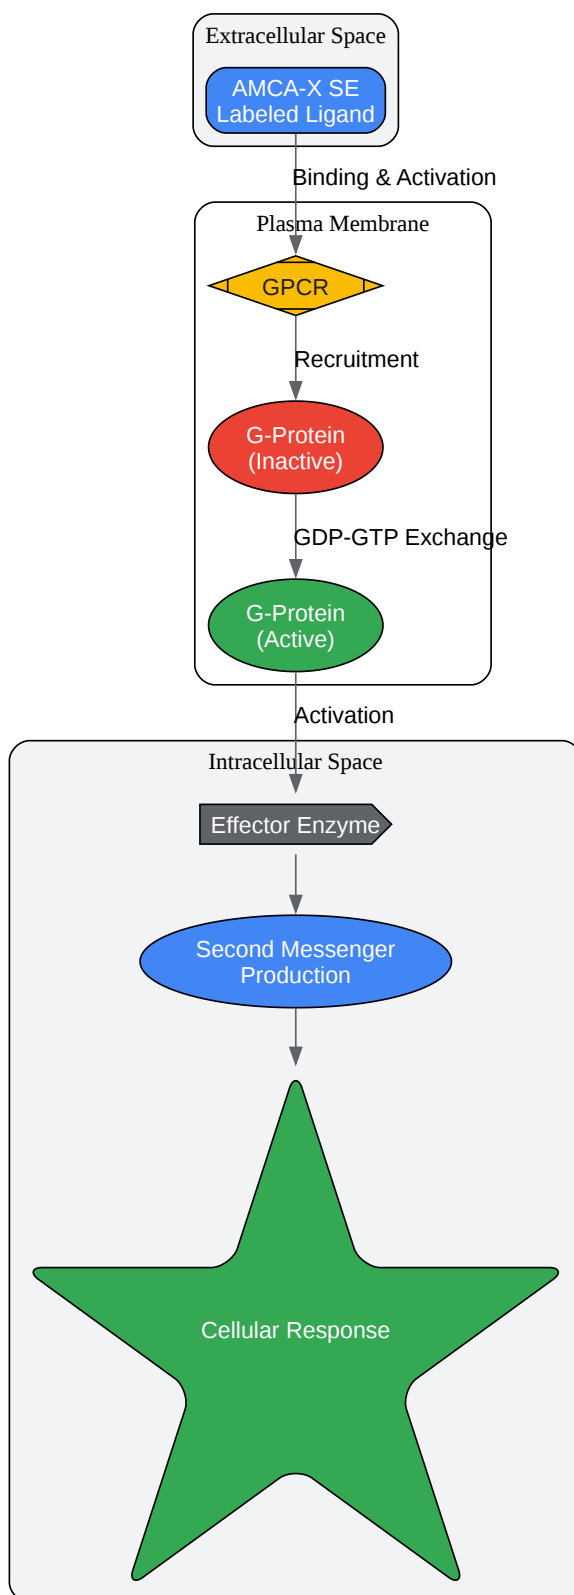 Extracellular Space
AMCA-X SE
Labeled Ligand
Binding & Activation
Plasma Membrane
GPCR
Recruitment
G-Protein
(Inactive)
GDP-GTP Exchange
G-Protein
(Active)
Activation
Intracellular Space
Effector Enzyme
Second Messenger
Production
Cellular Response